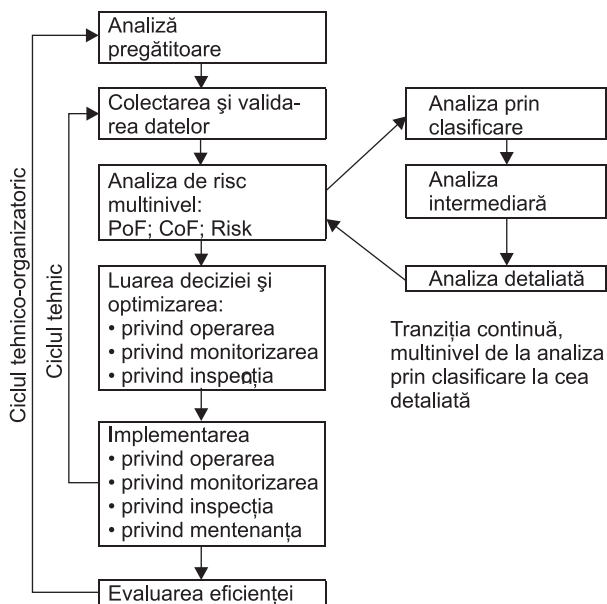 Analiză
pregătitoare
Colectarea şi valida-
rea datelor
Analiza de risc
multinivel:
PoF; CoF; Risk
Luarea deciziei şi
optimizarea:
• privind operarea
• privind monitorizarea
• privind inspecția
Implementarea
• privind operarea
• privind monitorizarea
• privind inspecția
• privind mentenanța
Evaluarea eficienței
Ciclul tehnico-organizatoric
Ciclul tehnic
Analiza prin
clasificare
Analiza
intermediară
Analiza detaliată
Tranziția continuă,
multinivel de la analiza
prin clasificare la cea
detaliată